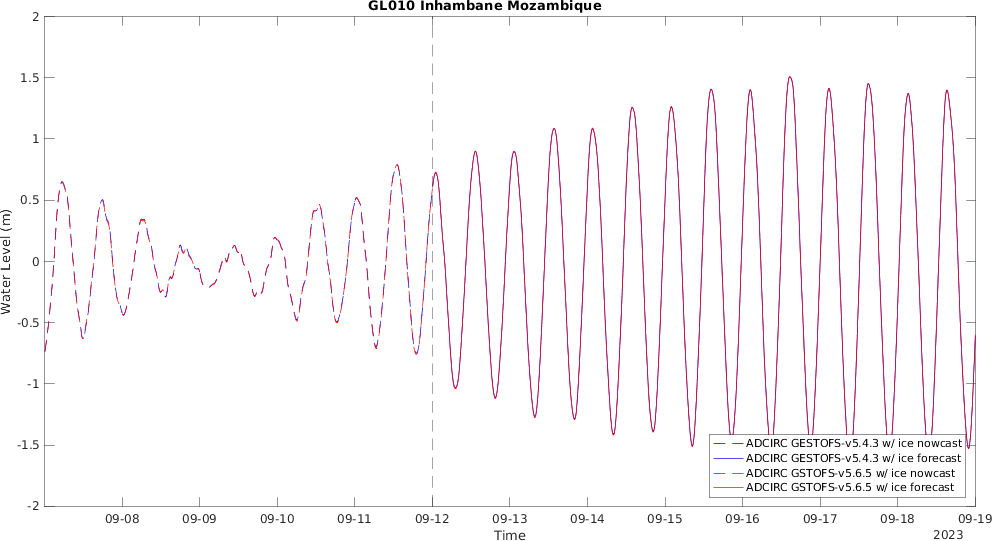 GL010 Inhambane Mozambique
Water Level (m)
2
1.5
1
0.5
0
-0.5
-1
-1.5
-2
ADCIRC GESTOFS-v5.4.3 w/ ice nowcast
ADCIRC GESTOFS-v5.4.3 w/ ice forecast
ADCIRC GSTOFS-v5.6.5 w/ ice nowcast
ADCIRC GSTOFS-v5.6.5 w/ ice forecast
09-08 09-09 09-10 09-11 09-12 09-13 09-14 09-15 09-16 09-17 09-18 09-19
Time
2023